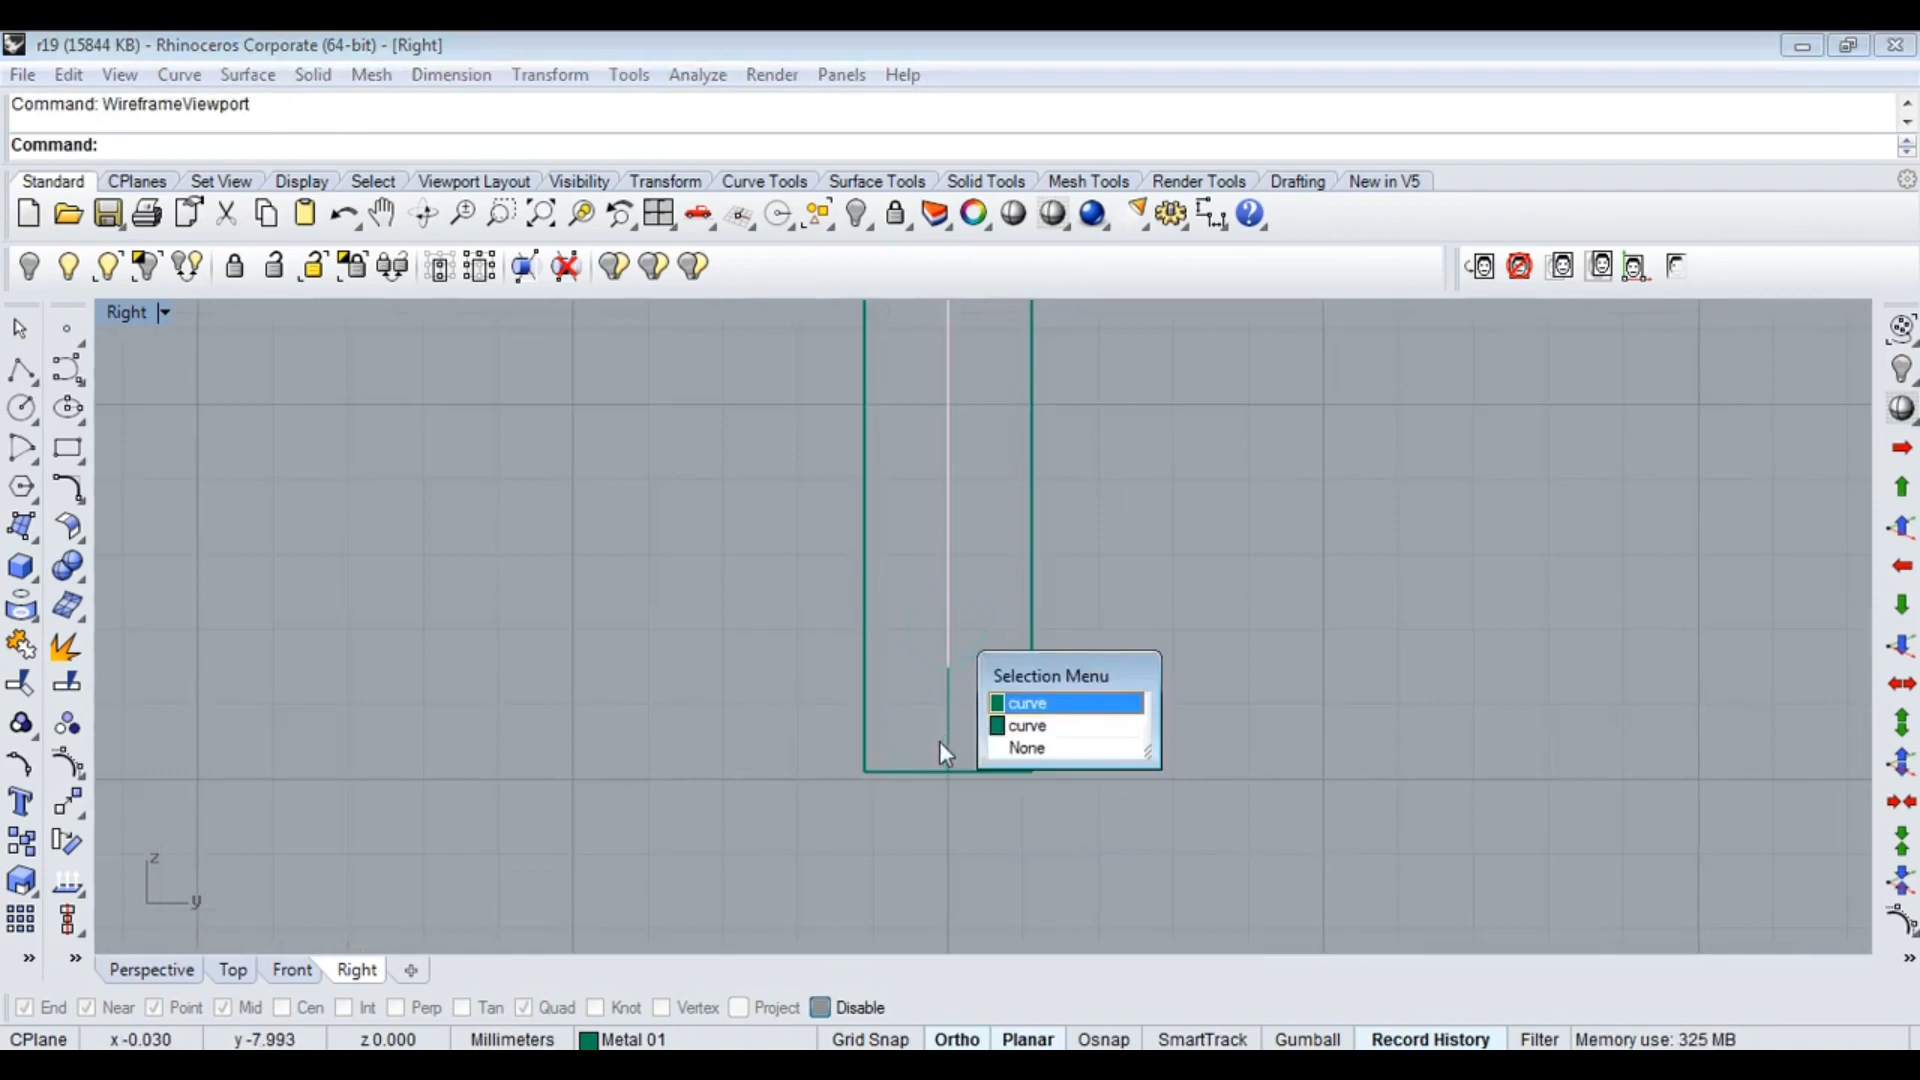 r19 (15844 KB) - Rhinoceros Corporate (64-bit) - [Right]
File Edit View Curve Surface Solid Mesh Dimension Transform Tools Analyze Render Panels Help
Command: WireframeViewport
Command:
Standard CPlanes Set View Display Select Viewport Layout Visibility Transform Curve Tools Surface Tools Solid Tools Mesh Tools Render Tools Drafting New in V5
Right
Selection Menu
curve
curve
None
z
y
Perspective Top Front Right
End Near Point Mid Cen Int Perp Tan Quad Knot Vertex Project Disable
CPlane x -0.030 y -7.993 z 0.000 Millimeters Metal 01 Grid Snap Ortho Planar Osnap SmartTrack Gumball Record History Filter Memory use: 325 MB